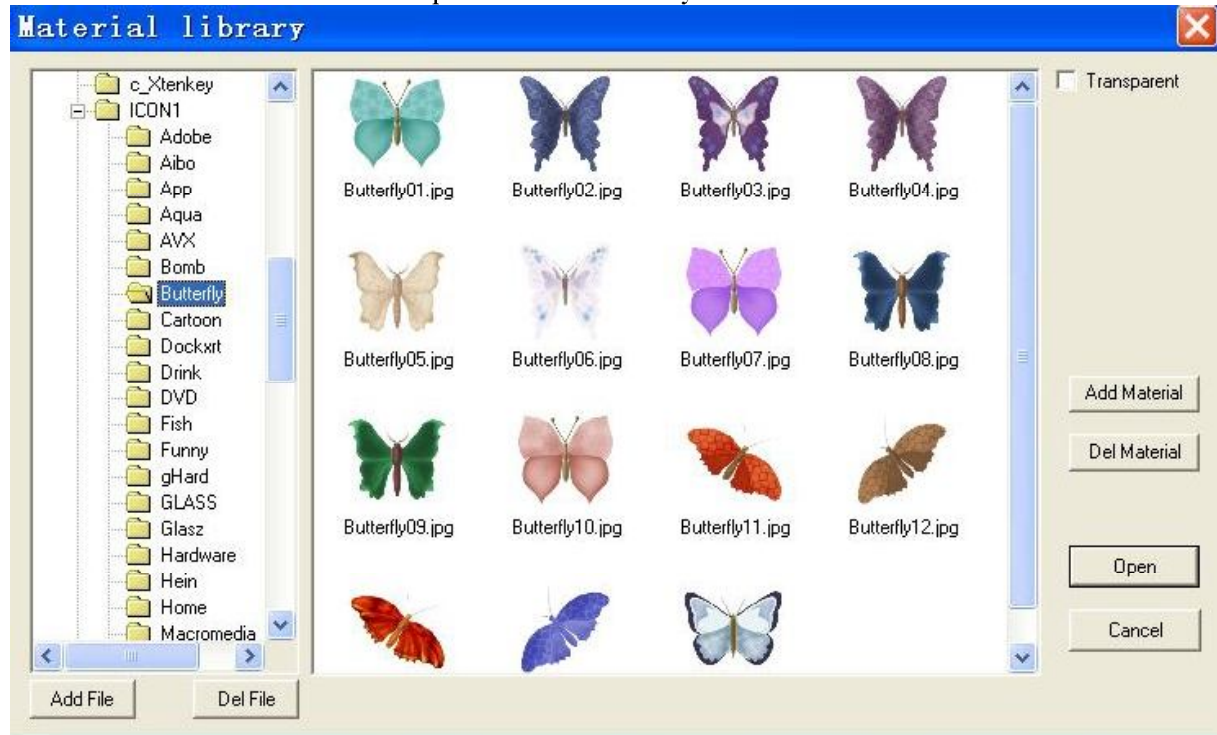 Material library
c_Xtenkey
ICON1
Adobe
Aibo
App
Aqua
AVX
Bomb
Butterfly
Cartoon
Dockxrt
Drink
DVD
Fish
Funny
gHard
GLASS
Glasz
Hardware
Hein
Home
Macromedia
Add File Del File
Butterfly01.jpg Butterfly02.jpg Butterfly03.jpg Butterfly04.jpg
Butterfly05.jpg Butterfly06.jpg Butterfly07.jpg Butterfly08.jpg
Butterfly09.jpg Butterfly10.jpg Butterfly11.jpg Butterfly12.jpg
Transparent
Add Material
Del Material
Open
Cancel